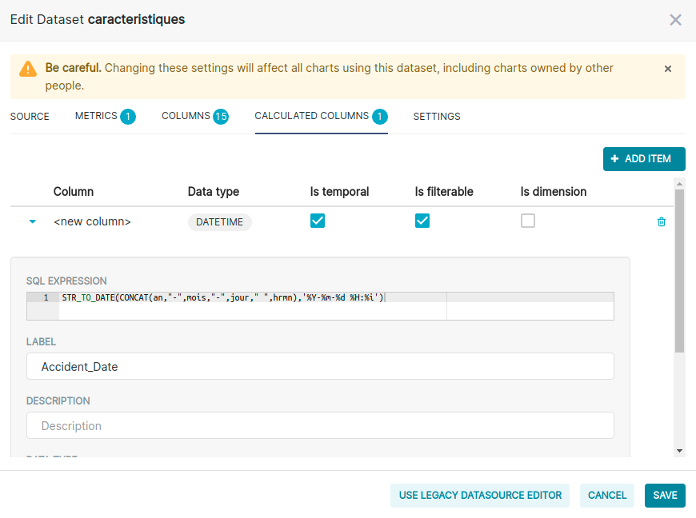 Edit Dataset caracteristiques
Be careful. Changing these settings will affect all charts using this dataset, including charts owned by other
people.
SOURCE METRICS 1 COLUMNS 15 CALCULATED COLUMNS 1 SETTINGS
+ ADD ITEM
Column Data type Is temporal Is filterable Is dimension
<new column> DATETIME
SQL EXPRESSION
1 STR_TO_DATE(CONCAT(an,"-",mois,"-",jour," ",hrmn),'%Y-%m-%d %H:%i')
LABEL
Accident_Date
DESCRIPTION
Description
USE LEGACY DATASOURCE EDITOR CANCEL SAVE